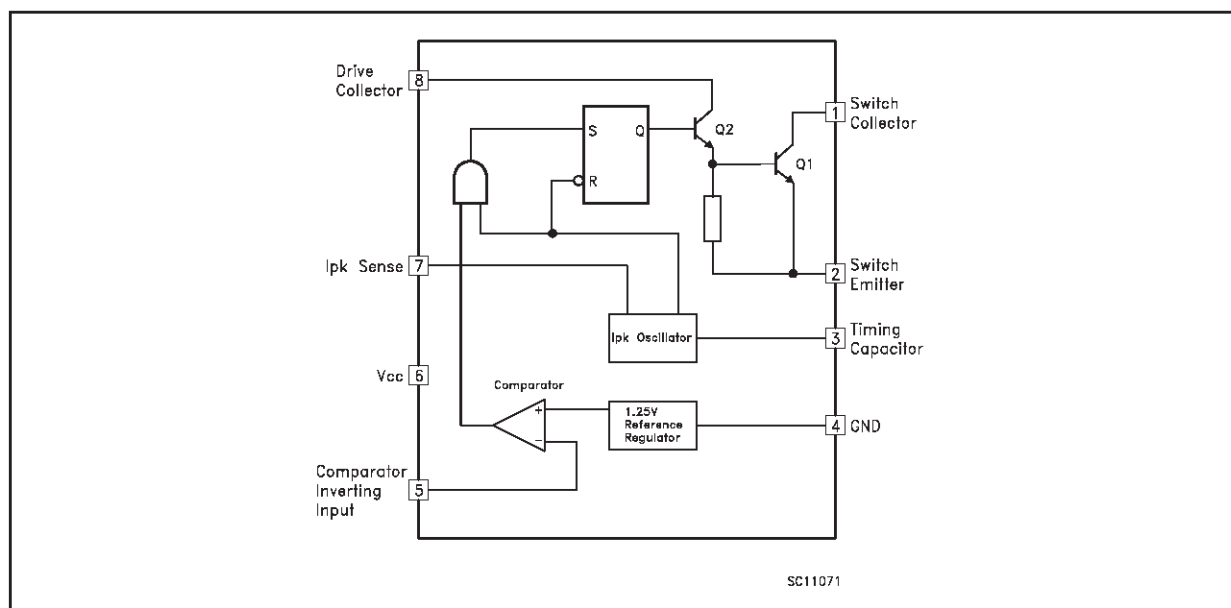 Drive
Collector
8
S
Q
R
Q2
Q1
1
Switch
Collector
Ipk Sense
7
2
Switch
Emitter
Ipk Oscillator
3
Timing
Capacitor
Vcc
6
Comparator
+
−
1.25V
Reference
Regulator
4
GND
Comparator
Inverting
Input
5
SC11071